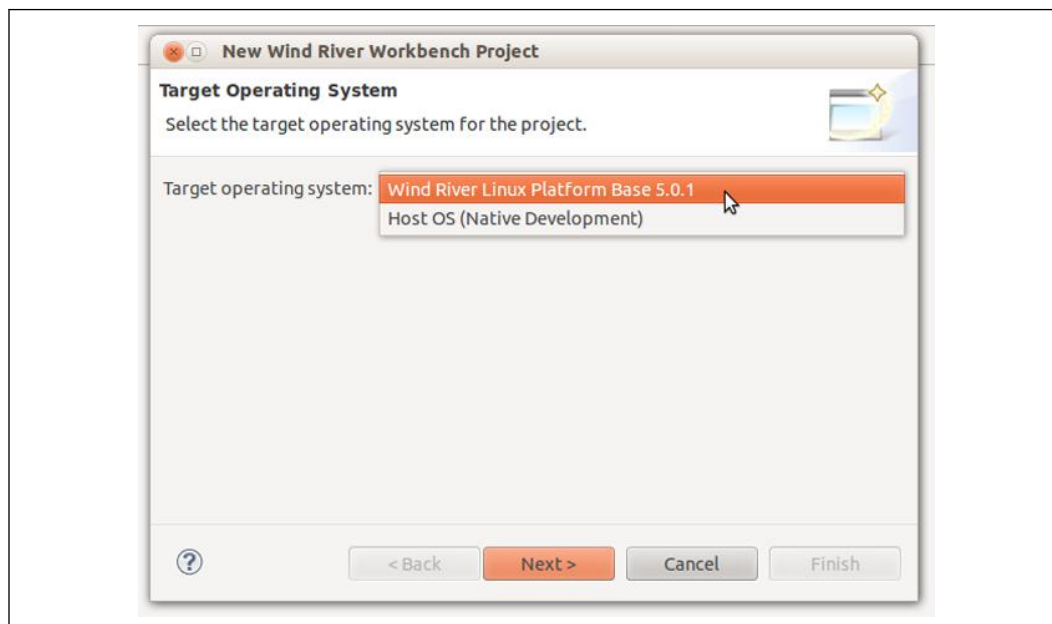 New Wind River Workbench Project
Target Operating System
Select the target operating system for the project.
Target operating system: Wind River Linux Platform Base 5.0.1
Host OS (Native Development)
? < Back Next > Cancel Finish